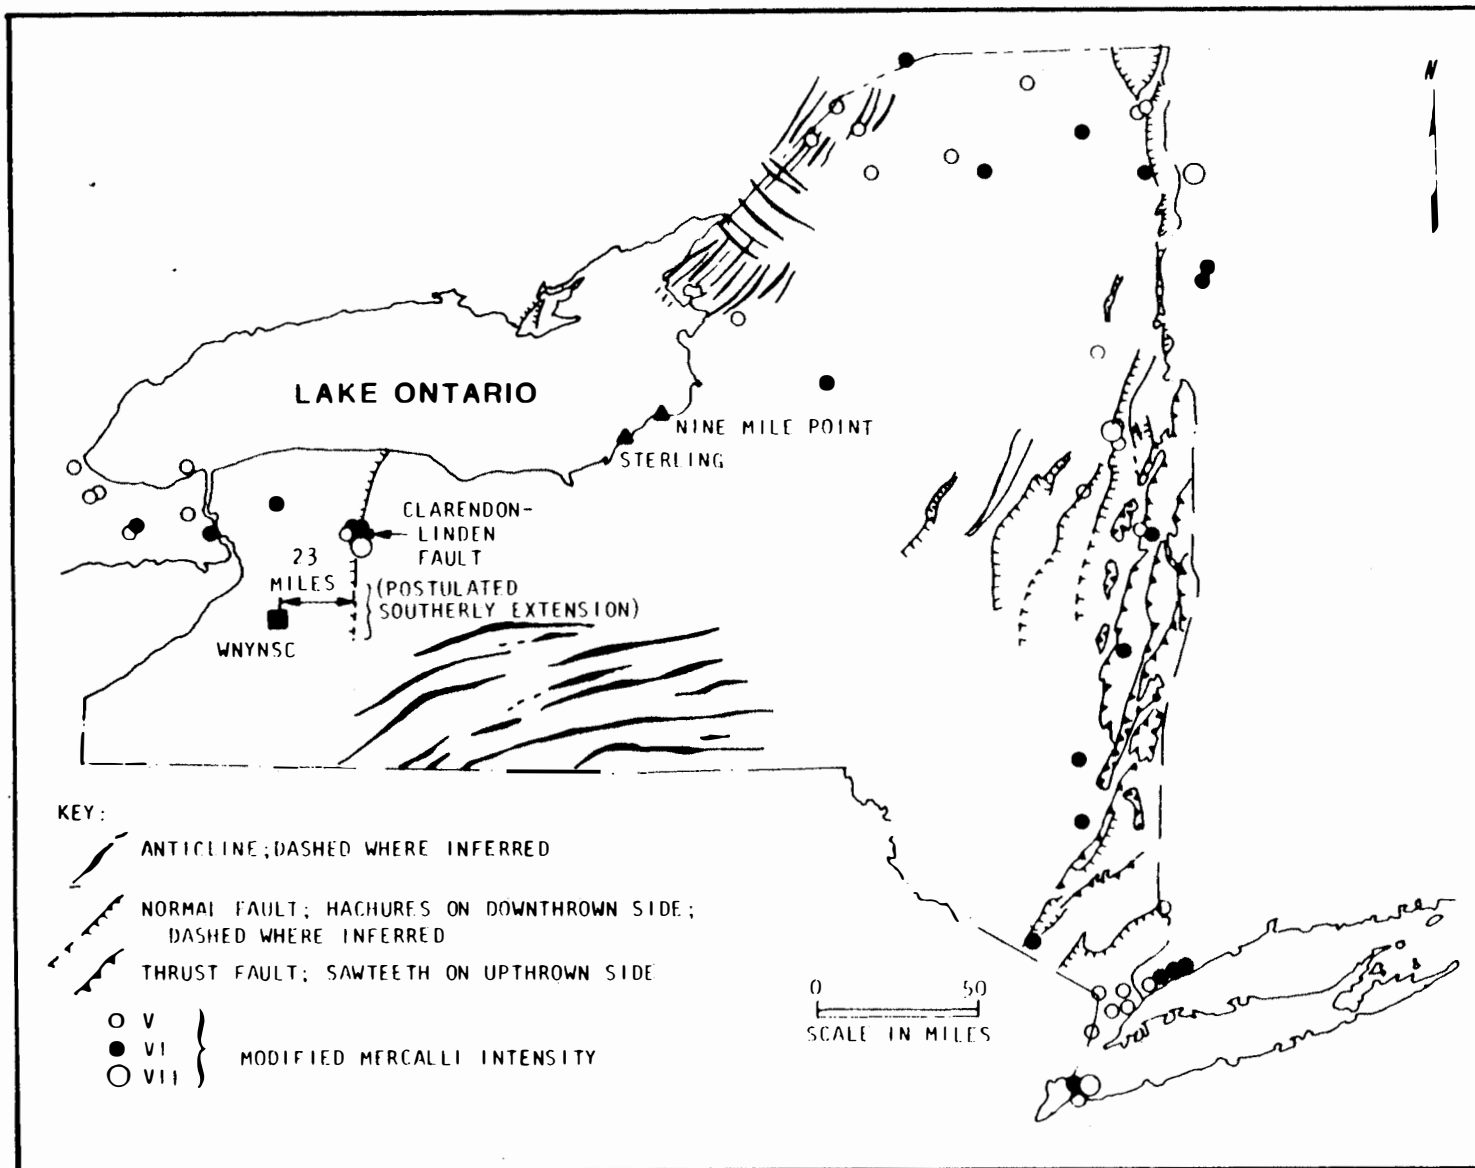 N
LAKE ONTARIO
NINE MILE POINT
STERLING
CLARENDON-
LINDEN
FAULT
23
MILES
(POSTULATED
SOUTHERLY EXTENSION)
WNYNSC
KEY:
ANTICLINE; DASHED WHERE INFERRED
NORMAL FAULT; HACHURES ON DOWNTHROWN SIDE;
DASHED WHERE INFERRED
THRUST FAULT; SAWTEETH ON UPTHROWN SIDE
V
VI
VII
MODIFIED MERCALLI INTENSITY
0 50
SCALE IN MILES